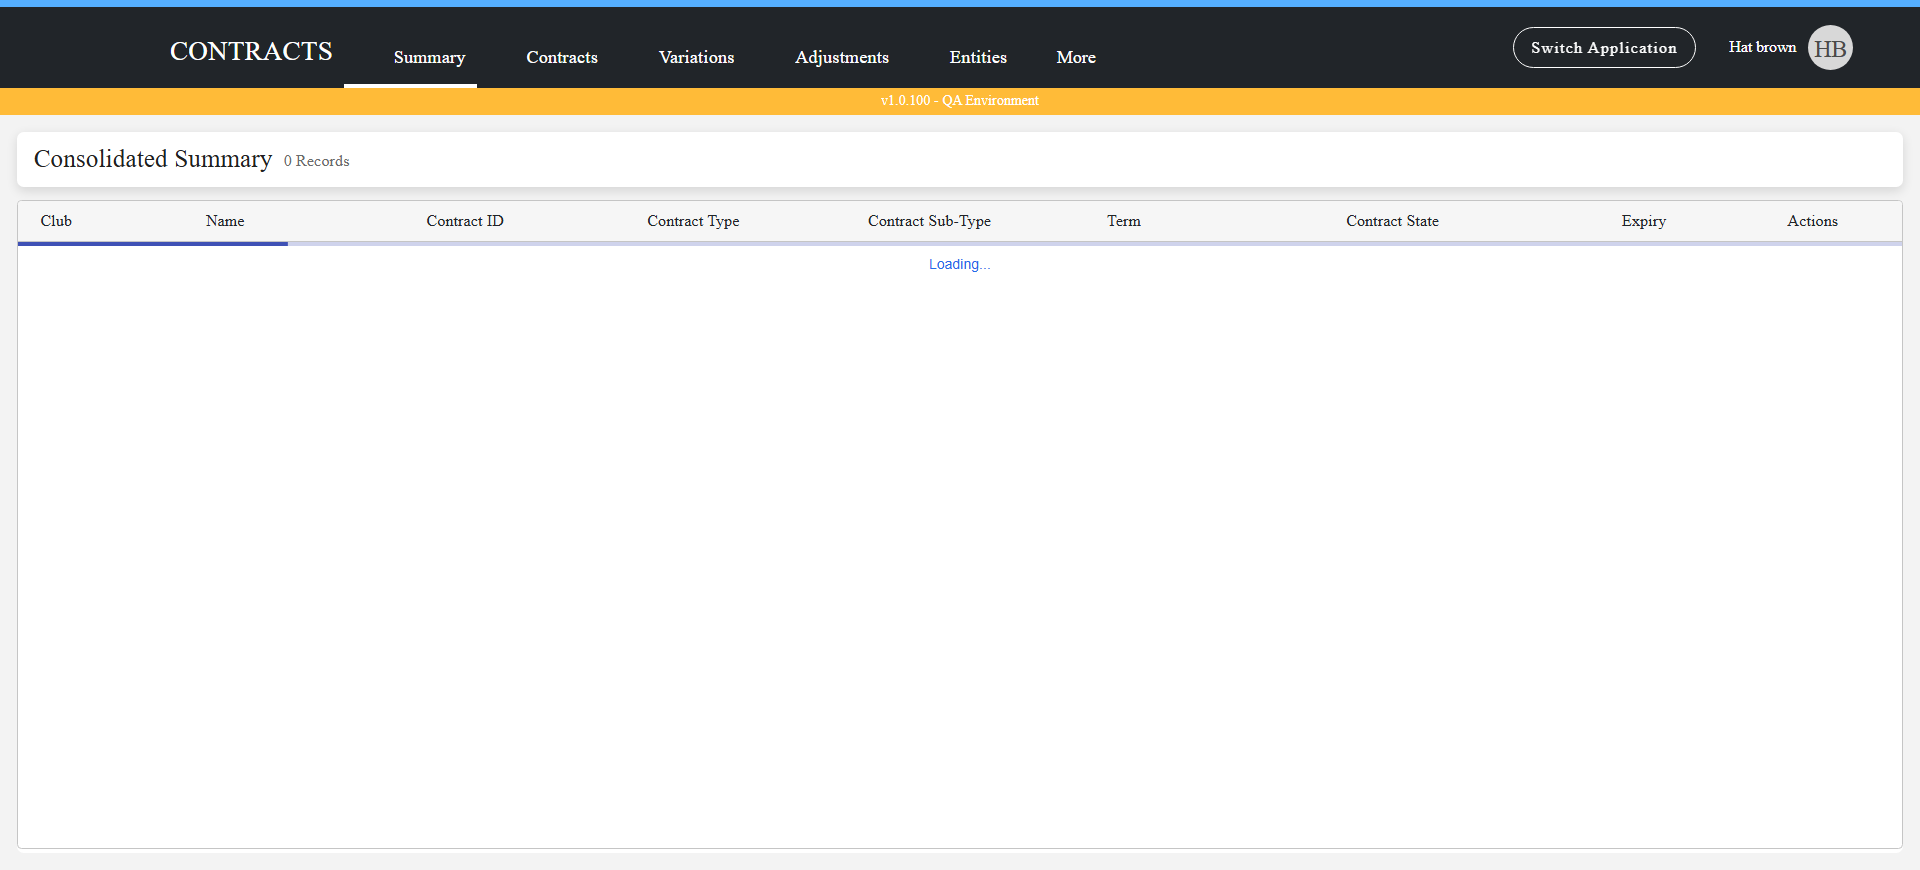 CONTRACTS Summary Contracts Variations Adjustments Entities More Switch Application Hat brown HB
v1.0.100 - QA Environment
Consolidated Summary 0 Records
Club Name Contract ID Contract Type Contract Sub-Type Term Contract State Expiry Actions
Loading...